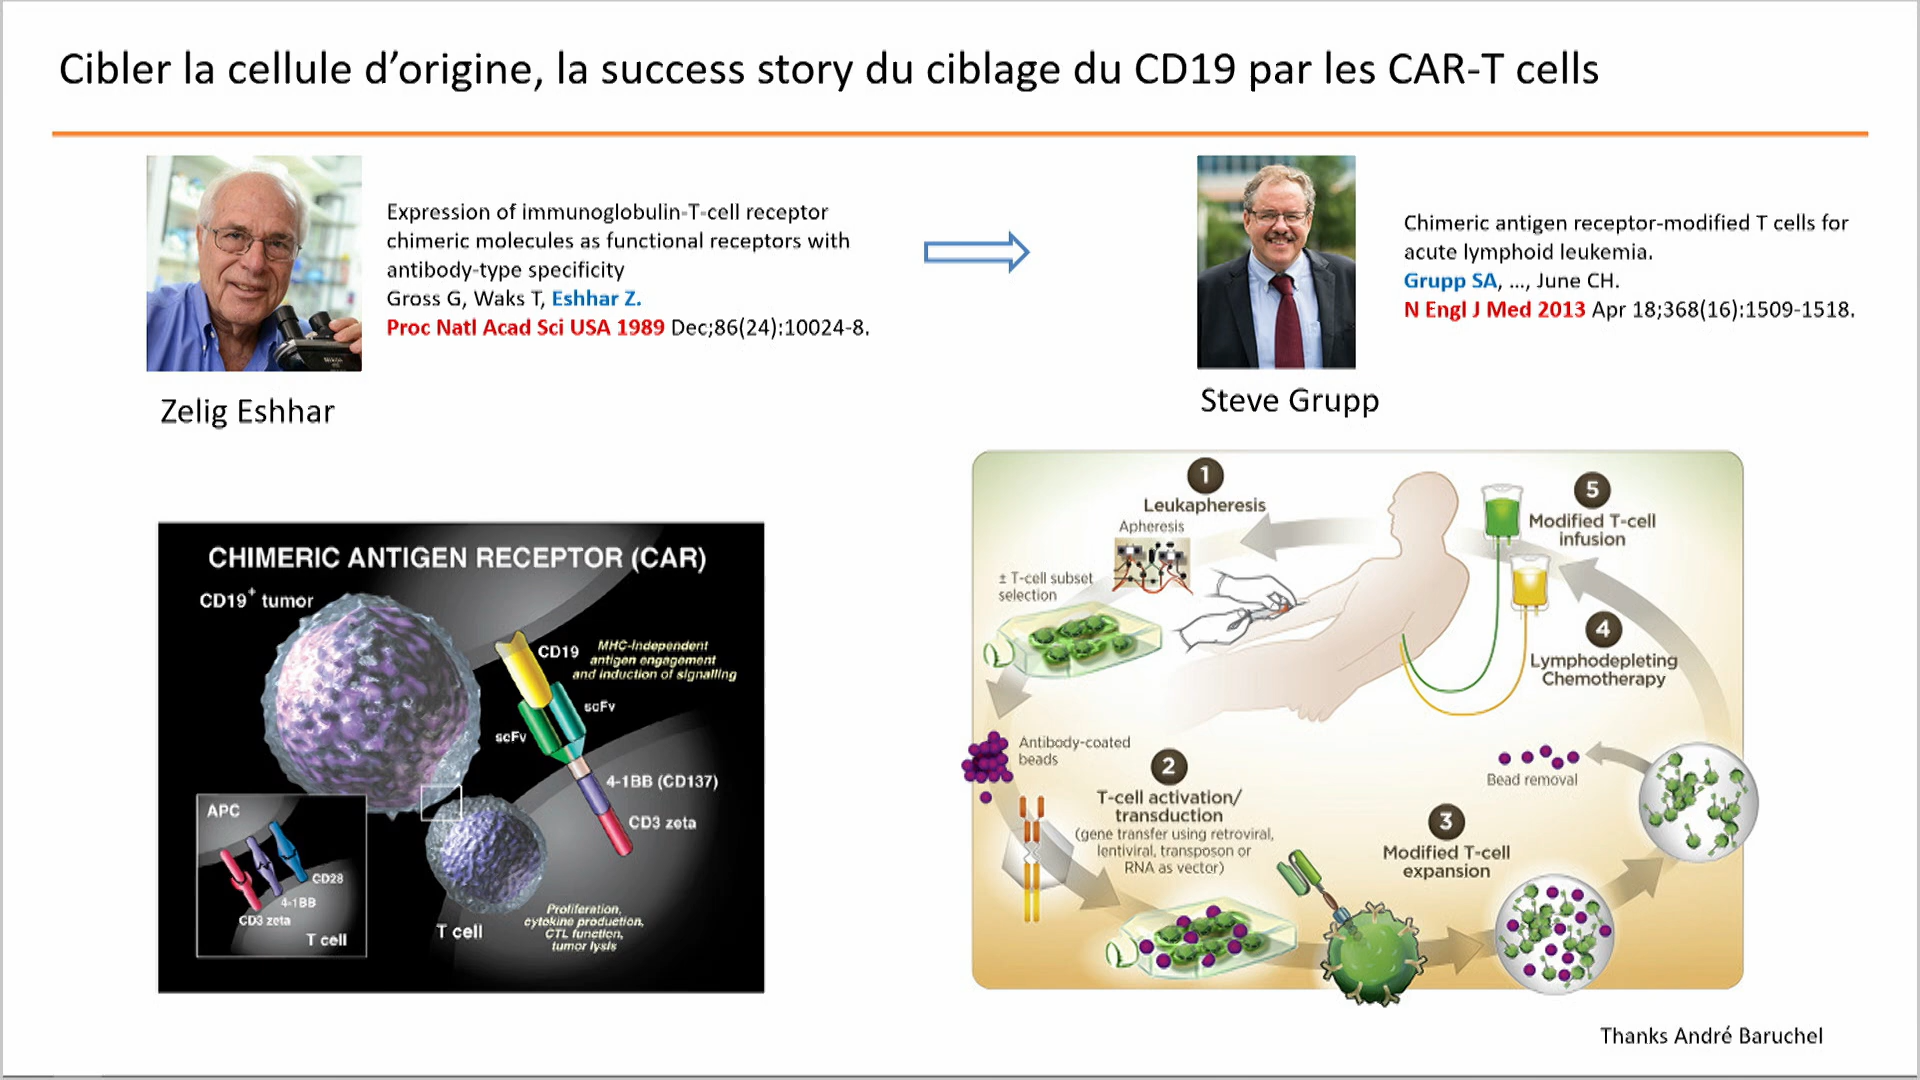 Cibler la cellule d’origine, la success story du ciblage du CD19 par les CAR-T cells
Expression of immunoglobulin-T-cell receptor
chimeric molecules as functional receptors with
antibody-type specificity
Gross G, Waks T, Eshhar Z.
Proc Natl Acad Sci USA 1989 Dec;86(24):10024-8.
Zelig Eshhar
Chimeric antigen receptor-modified T cells for
acute lymphoid leukemia.
Grupp SA, ..., June CH.
N Engl J Med 2013 Apr 18;368(16):1509-1518.
Steve Grupp
CHIMERIC ANTIGEN RECEPTOR (CAR)
CD19+ tumor
CD19
MHC-Independent
antigen engagement
and induction of signalling
scFv
scFv
4-1BB (CD137)
CD3 zeta
APC
CD28
4-1BB
CD3 zeta
T cell
T cell
Proliferation,
cytokine production,
CTL function,
tumor lysis
1
Leukapheresis
Apheresis
± T-cell subset
selection
Antibody-coated
beads
2
T-cell activation/
transduction
(gene transfer using retroviral,
lentiviral, transposon or
RNA as vector)
3
Modified T-cell
expansion
Bead removal
4
Lymphodepleting
Chemotherapy
5
Modified T-cell
infusion
Thanks André Baruchel